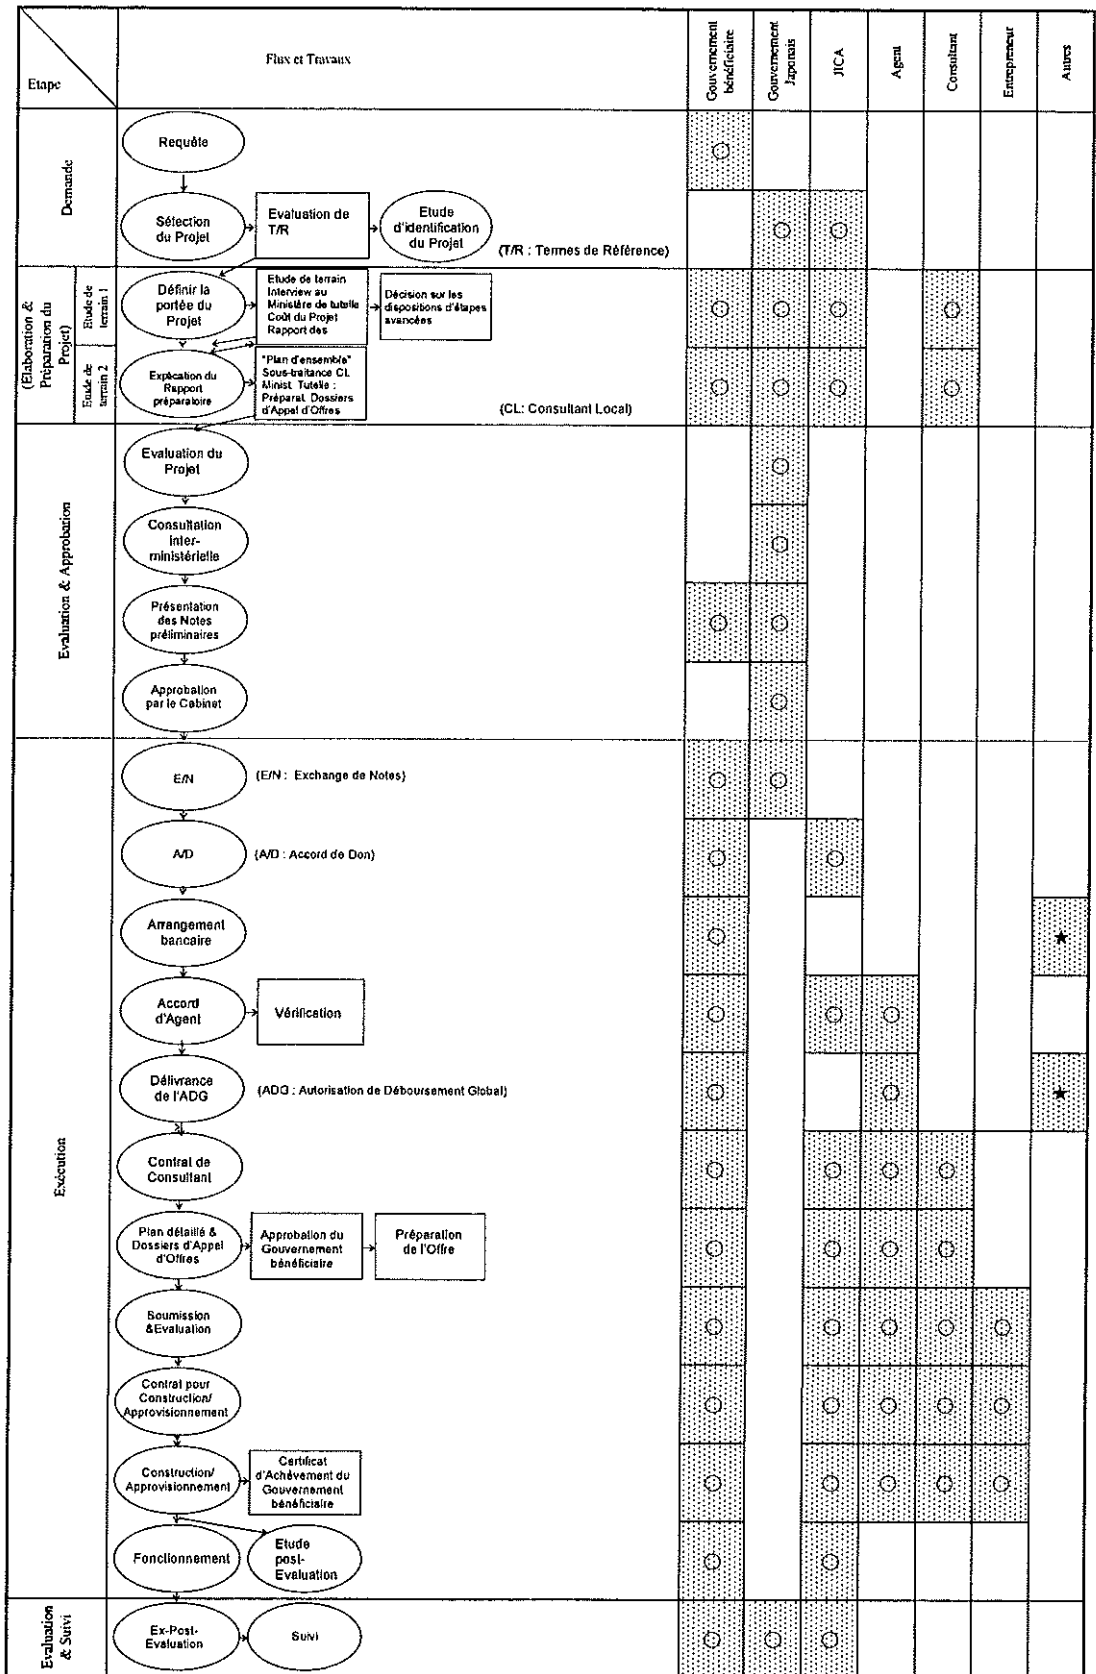 Etape
Flux et Travaux
Gouvernement
bénéficiaire
Gouvernement
Japonais
JICA
Agent
Consultant
Entrepreneur
Autres
Demande
Requête
Sélection
du Projet
Evaluation de
T/R
Etude
d'identification
du Projet
(T/R : Termes de Référence)
(Elaboration &
Préparation du
Projet)
Etude de
terrain 1
Définir la
portée du
Projet
Etude de terrain
Interview au
Ministère de tutelle
Coût du Projet
Rapport des
Décision sur les
dispositions d'étapes
avancées
Etude de
terrain 2
Explication du
Rapport
préparatoire
"Plan d'ensemble"
Sous-traitance CL
Minist. Tutelle :
Préparat. Dossiers
d'Appel d'Offres
(CL: Consultant Local)
Evaluation & Approbation
Evaluation du
Projet
Consultation
inter-
ministérielle
Présentation
des Notes
préliminaires
Approbation
par le Cabinet
Exécution
E/N
(E/N : Exchange de Notes)
A/D
(A/D : Accord de Don)
Arrangement
bancaire
★
Accord
d'Agent
Vérification
Délivrance
de l'ADG
(ADG : Autorisation de Déboursement Global)
★
Contrat de
Consultant
Plan détaillé &
Dossiers d'Appel
d'Offres
Approbation du
Gouvernement
bénéficiaire
Préparation
de l'Offre
Soumission
&Evaluation
Contrat pour
Construction/
Approvisionnement
Construction/
Approvisionnement
Certificat
d'Achèvement du
Gouvernement
bénéficiaire
Fonctionnement
Etude
post-
Evaluation
Evaluation
& Suivi
Ex-Post-
Evaluation
Suivi